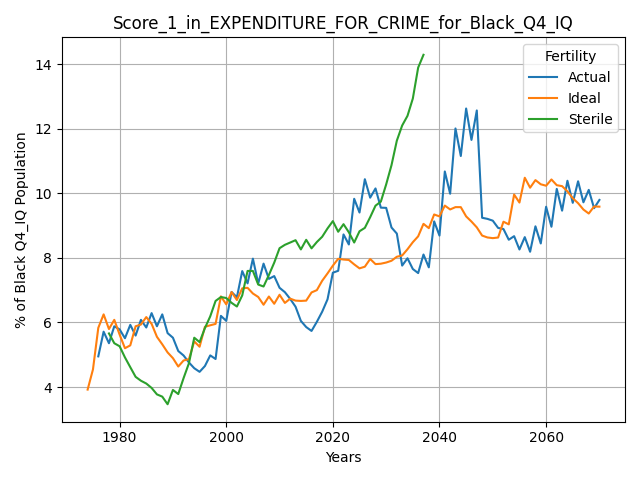 Score_1_in_EXPENDITURE_FOR_CRIME_for_Black_Q4_IQ
Fertility
Actual
Ideal
Sterile
% of Black Q4_IQ Population
14
12
10
8
6
4
1980 2000 2020 2040 2060
Years